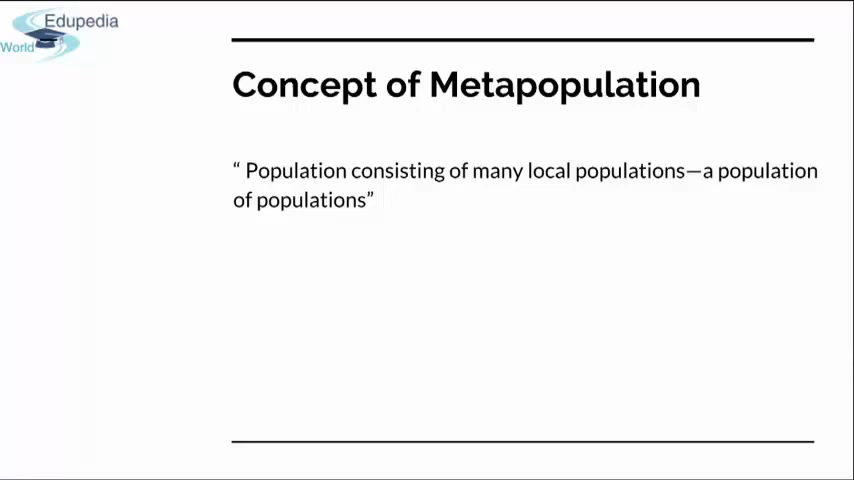 Edupedia
World
Concept of Metapopulation
“ Population consisting of many local populations—a population
of populations”